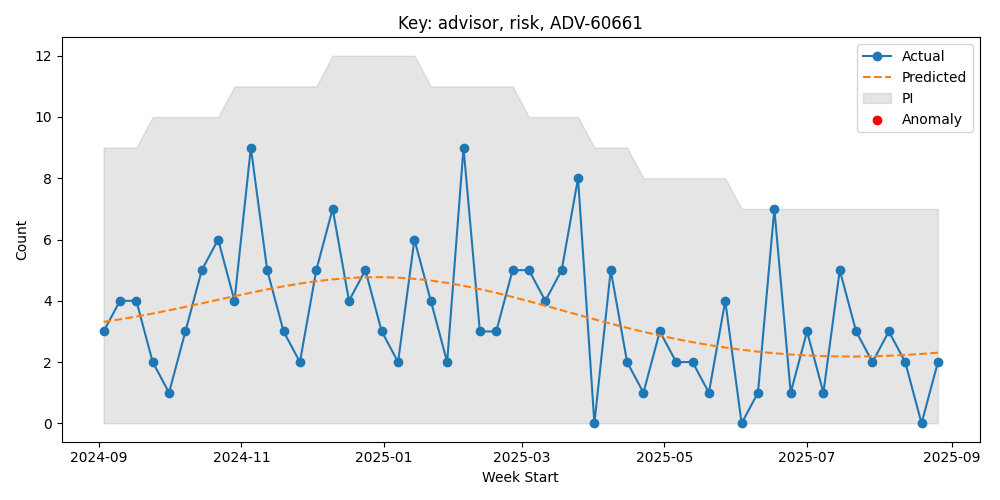 Key: advisor, risk, ADV-60661
Actual
Predicted
PI
Anomaly
Count
12
10
8
6
4
2
0
2024-09 2024-11 2025-01 2025-03 2025-05 2025-07 2025-09
Week Start